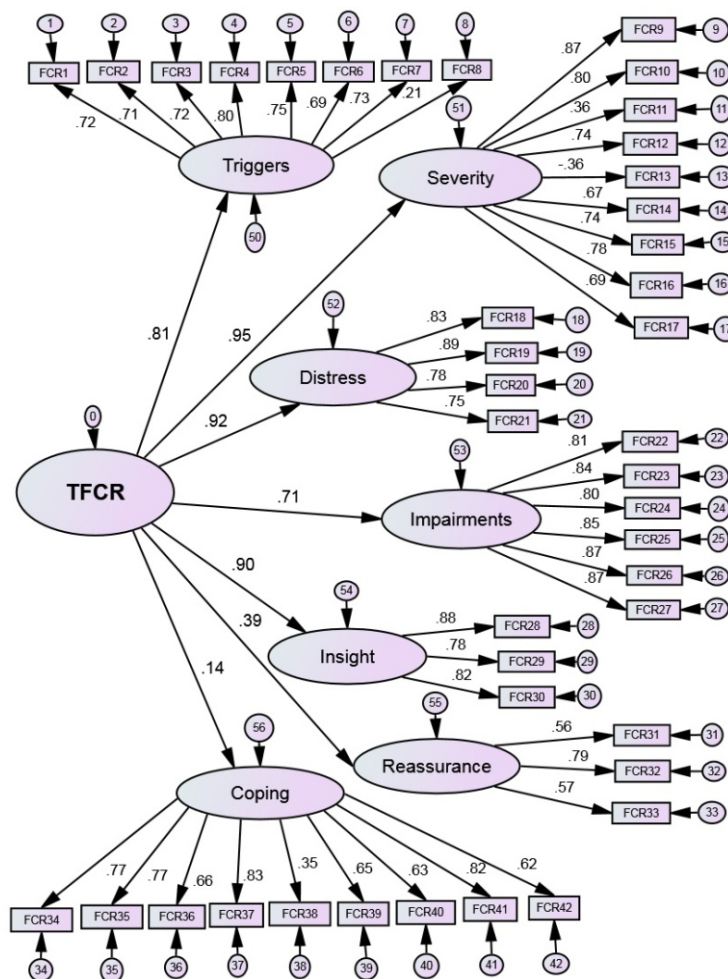 1 2 3 4 5 6 7 8
FCR1 FCR2 FCR3 FCR4 FCR5 FCR6 FCR7 FCR8
.72 .71 .72 .80 .75 .69 .73 .21
Triggers
50
51
Severity
.87 FCR9 9
.80 FCR10 10
.36 FCR11 11
.74 FCR12 12
-.36 FCR13 13
.67 FCR14 14
.74 FCR15 15
.78 FCR16 16
.69 FCR17 17
.81
.95
52
Distress
.83 FCR18 18
.89 FCR19 19
.78 FCR20 20
.75 FCR21 21
.92
0
TFCR
.71
53
Impairments
.81 FCR22 22
.84 FCR23 23
.80 FCR24 24
.85 FCR25 25
.87 FCR26 26
.87 FCR27 27
.90
54
Insight
.88 FCR28 28
.78 FCR29 29
.82 FCR30 30
.39
.14
55
Reassurance
.56 FCR31 31
.79 FCR32 32
.57 FCR33 33
56
Coping
.77 .77 .66 .83 .35 .65 .63 .82 .62
FCR34 FCR35 FCR36 FCR37 FCR38 FCR39 FCR40 FCR41 FCR42
34 35 36 37 38 39 40 41 42